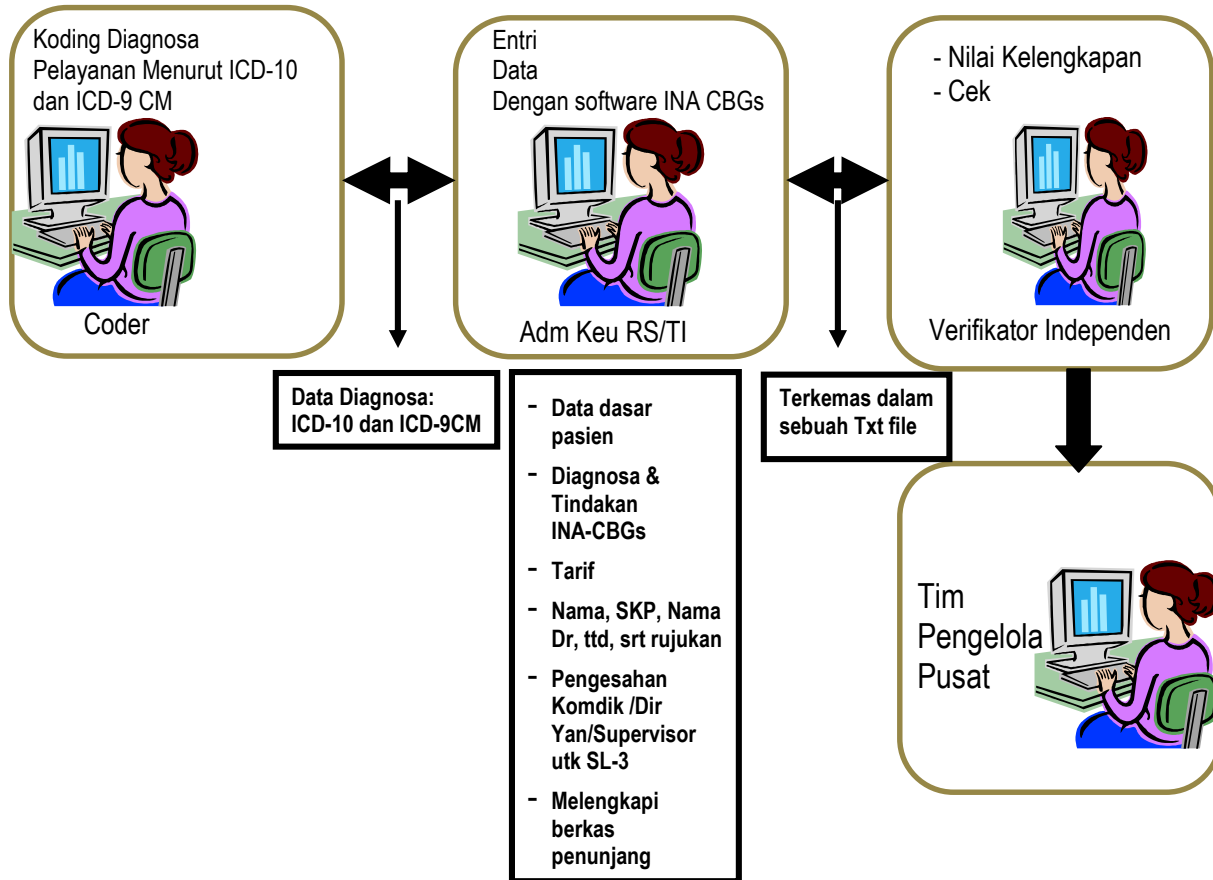 Koding Diagnosa
Pelayanan Menurut ICD-10
dan ICD-9 CM
Coder
Entri
Data
Dengan software INA CBGs
Adm Keu RS/TI
- Nilai Kelengkapan
- Cek
Verifikator Independen
Data Diagnosa:
ICD-10 dan ICD-9CM
- Data dasar
pasien
- Diagnosa &
Tindakan
INA-CBGs
- Tarif
- Nama, SKP, Nama
Dr, ttd, srt rujukan
- Pengesahan
Komdik /Dir
Yan/Supervisor
utk SL-3
- Melengkapi
berkas
penunjang
Terkemas dalam
sebuah Txt file
Tim
Pengelola
Pusat